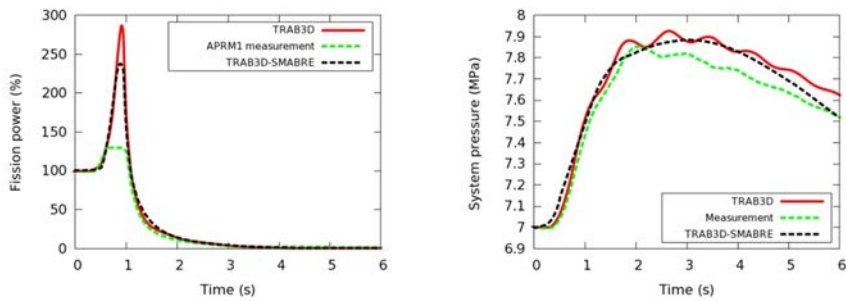 300
250
200
150
100
50
0
Fission power (%)
TRAB3D
APRM1 measurement
TRAB3D-SMABRE
0 1 2 3 4 5 6
Time (s)
8
7.9
7.8
7.7
7.6
7.5
7.4
7.3
7.2
7.1
7
6.9
System pressure (MPa)
TRAB3D
Measurement
TRAB3D-SMABRE
0 1 2 3 4 5 6
Time (s)